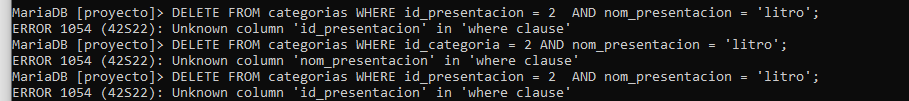 MariaDB [proyecto]> DELETE FROM categorias WHERE id_presentacion = 2  AND nom_presentacion = 'litro';
ERROR 1054 (42S22): Unknown column 'id_presentacion' in 'where clause'
MariaDB [proyecto]> DELETE FROM categorias WHERE id_categoria = 2 AND nom_presentacion = 'litro';
ERROR 1054 (42S22): Unknown column 'nom_presentacion' in 'where clause'
MariaDB [proyecto]> DELETE FROM categorias WHERE id_presentacion = 2  AND nom_presentacion = 'litro';
ERROR 1054 (42S22): Unknown column 'id_presentacion' in 'where clause'